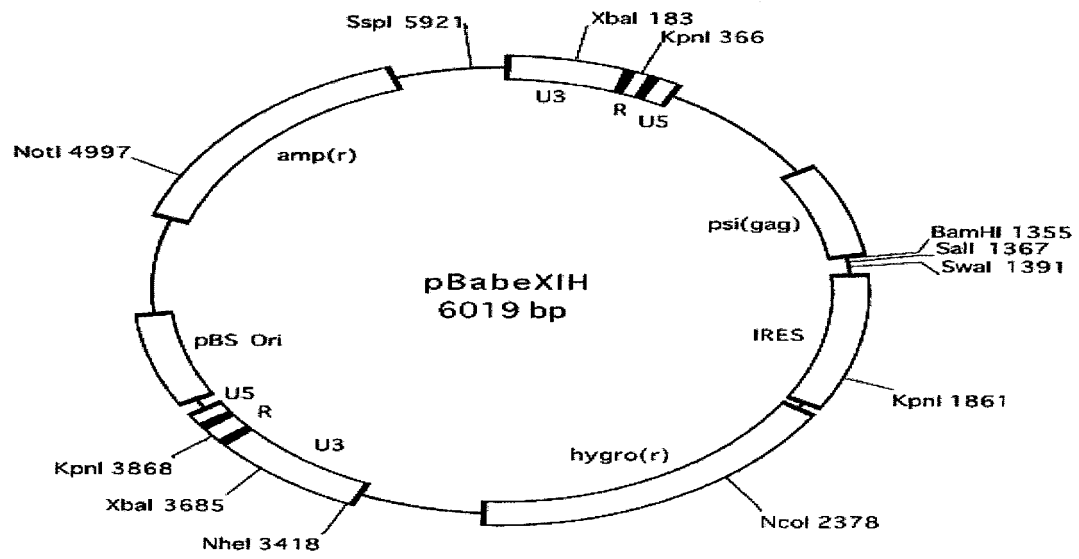 SspI 5921
XbaI 183
KpnI 366
U3
R
U5
NotI 4997
amp(r)
psi(gag)
BamHI 1355
SalI 1367
SwaI 1391
pBabeXIH
6019 bp
pBS Ori
IRES
U5
R
U3
KpnI 1861
hygro(r)
KpnI 3868
XbaI 3685
NheI 3418
NcoI 2378